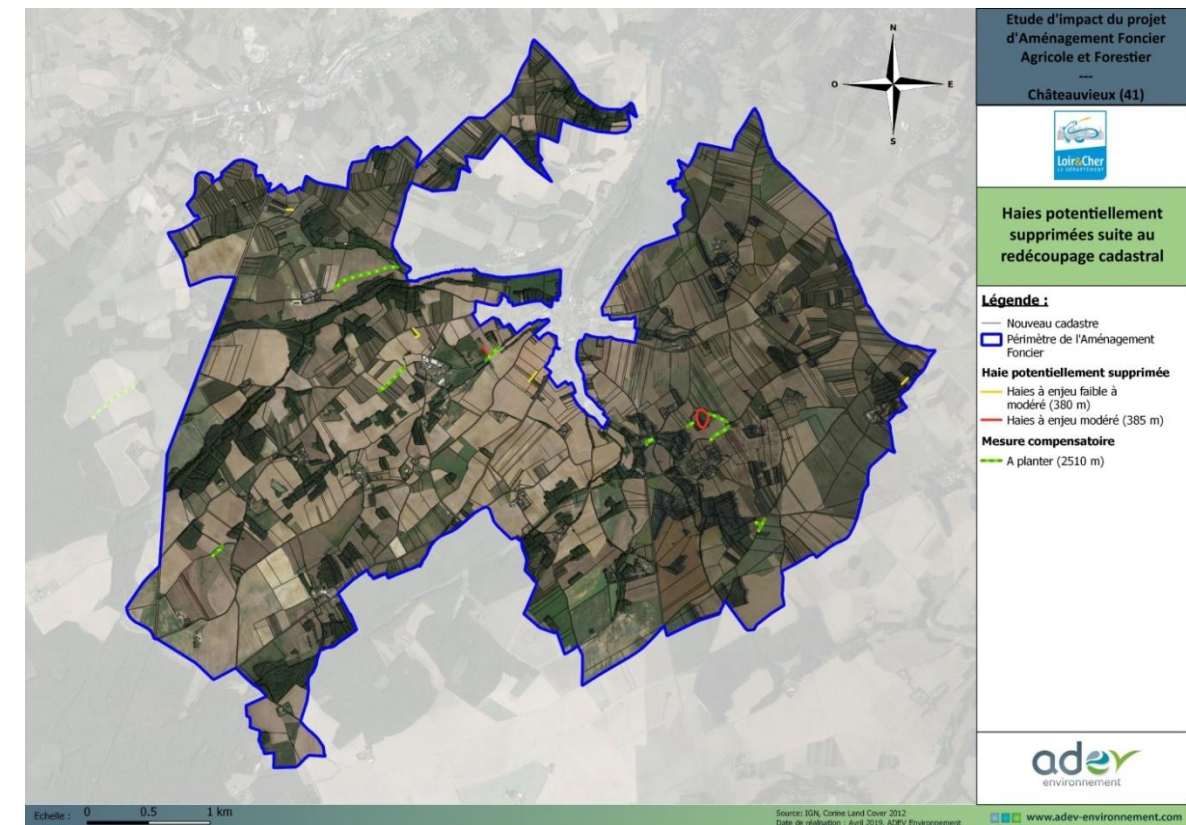 Etude d'impact du projet
d'Aménagement Foncier
Agricole et Forestier
---
Châteauvieux (41)
Loir&Cher
LE DÉPARTEMENT
Haies potentiellement
supprimées suite au
redécoupage cadastral
Légende :
Nouveau cadastre
Périmètre de l'Aménagement
Foncier
Haie potentiellement supprimée
Haies à enjeu faible à
modéré (380 m)
Haies à enjeu modéré (385 m)
Mesure compensatoire
A planter (2510 m)
N
O
E
S
adev
environnement
Echelle :
0 0.5 1 km
Source: IGN, Corine Land Cover 2012
Date de réalisation : Avril 2019, ADEV Environnement
www.adev-environnement.com